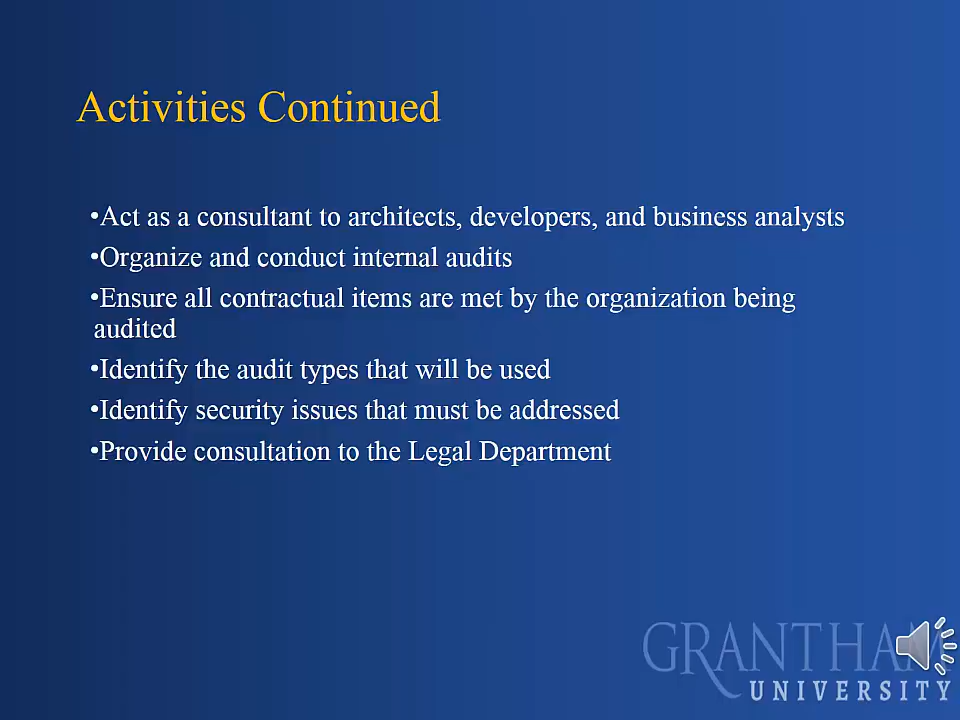 Activities Continued
•Act as a consultant to architects, developers, and business analysts
•Organize and conduct internal audits
•Ensure all contractual items are met by the organization being
audited
•Identify the audit types that will be used
•Identify security issues that must be addressed
•Provide consultation to the Legal Department
GRANTHAM
UNIVERSITY